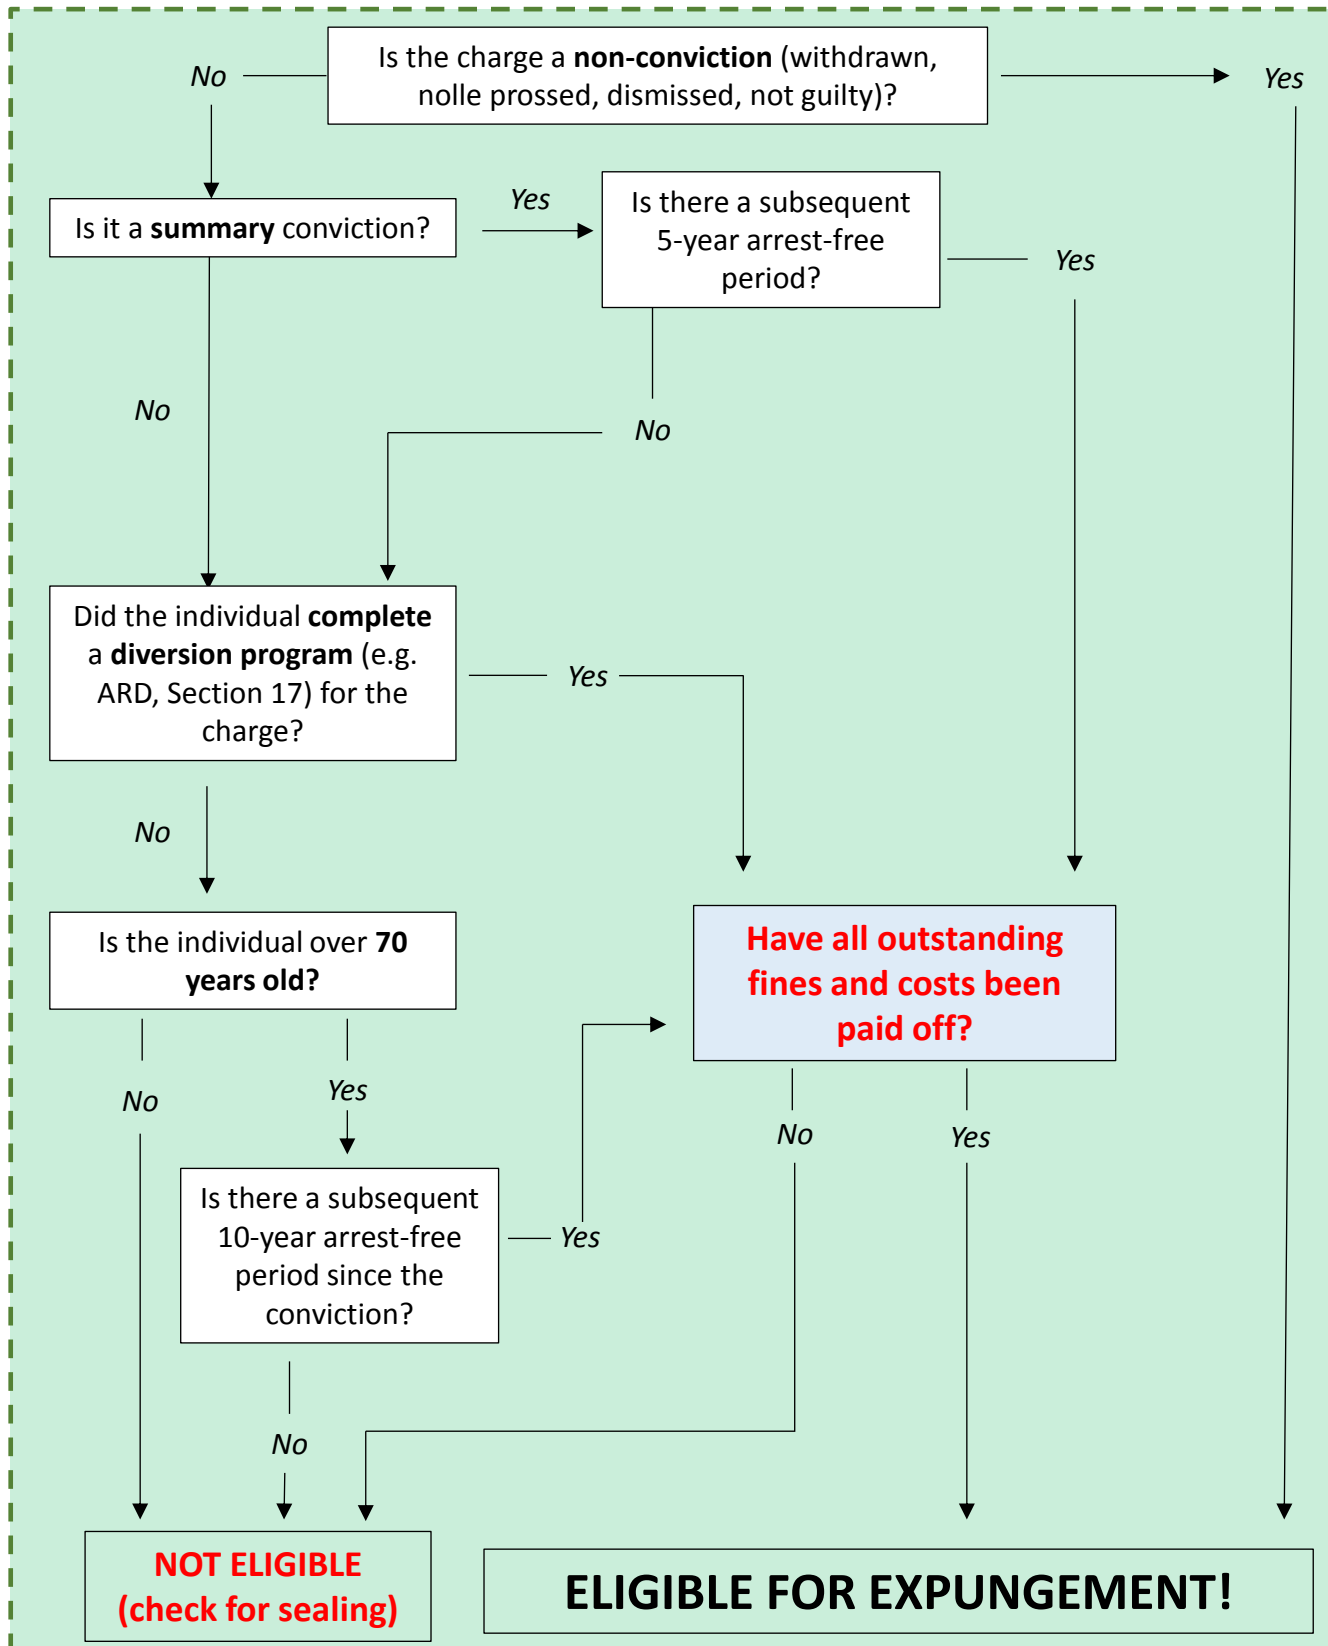 Is the charge a non-conviction (withdrawn,
nolle prossed, dismissed, not guilty)?
No
Yes
Is it a summary conviction?
Yes
Is there a subsequent
5-year arrest-free
period?
Yes
No
No
Did the individual complete
a diversion program (e.g.
ARD, Section 17) for the
charge?
Yes
No
Is the individual over 70
years old?
Have all outstanding
fines and costs been
paid off?
No
Yes
No
Yes
Is there a subsequent
10-year arrest-free
period since the
conviction?
Yes
No
NOT ELIGIBLE
(check for sealing)
ELIGIBLE FOR EXPUNGEMENT!